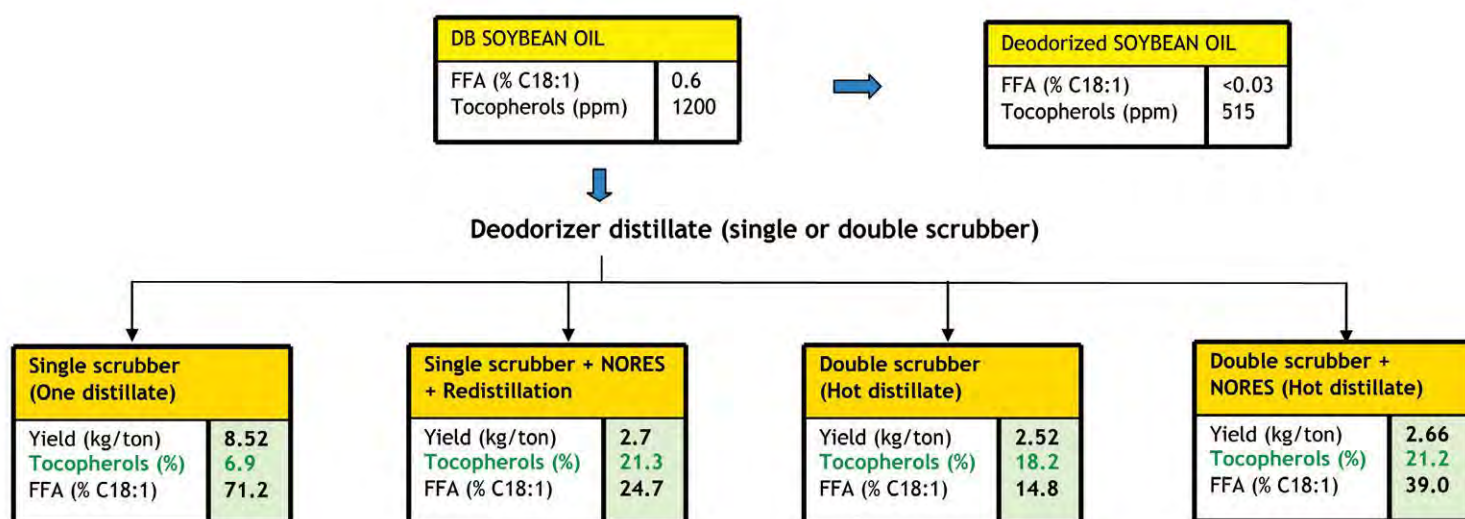 DB SOYBEAN OIL
FFA (% C18:1) 0.6
Tocopherols (ppm) 1200
Deodorized SOYBEAN OIL
FFA (% C18:1) <0.03
Tocopherols (ppm) 515
Deodorizer distillate (single or double scrubber)
Single scrubber
(One distillate)
Yield (kg/ton) 8.52
Tocopherols (%) 6.9
FFA (% C18:1) 71.2
Single scrubber + NORES
+ Redistillation
Yield (kg/ton) 2.7
Tocopherols (%) 21.3
FFA (% C18:1) 24.7
Double scrubber
(Hot distillate)
Yield (kg/ton) 2.52
Tocopherols (%) 18.2
FFA (% C18:1) 14.8
Double scrubber +
NORES (Hot distillate)
Yield (kg/ton) 2.66
Tocopherols (%) 21.2
FFA (% C18:1) 39.0